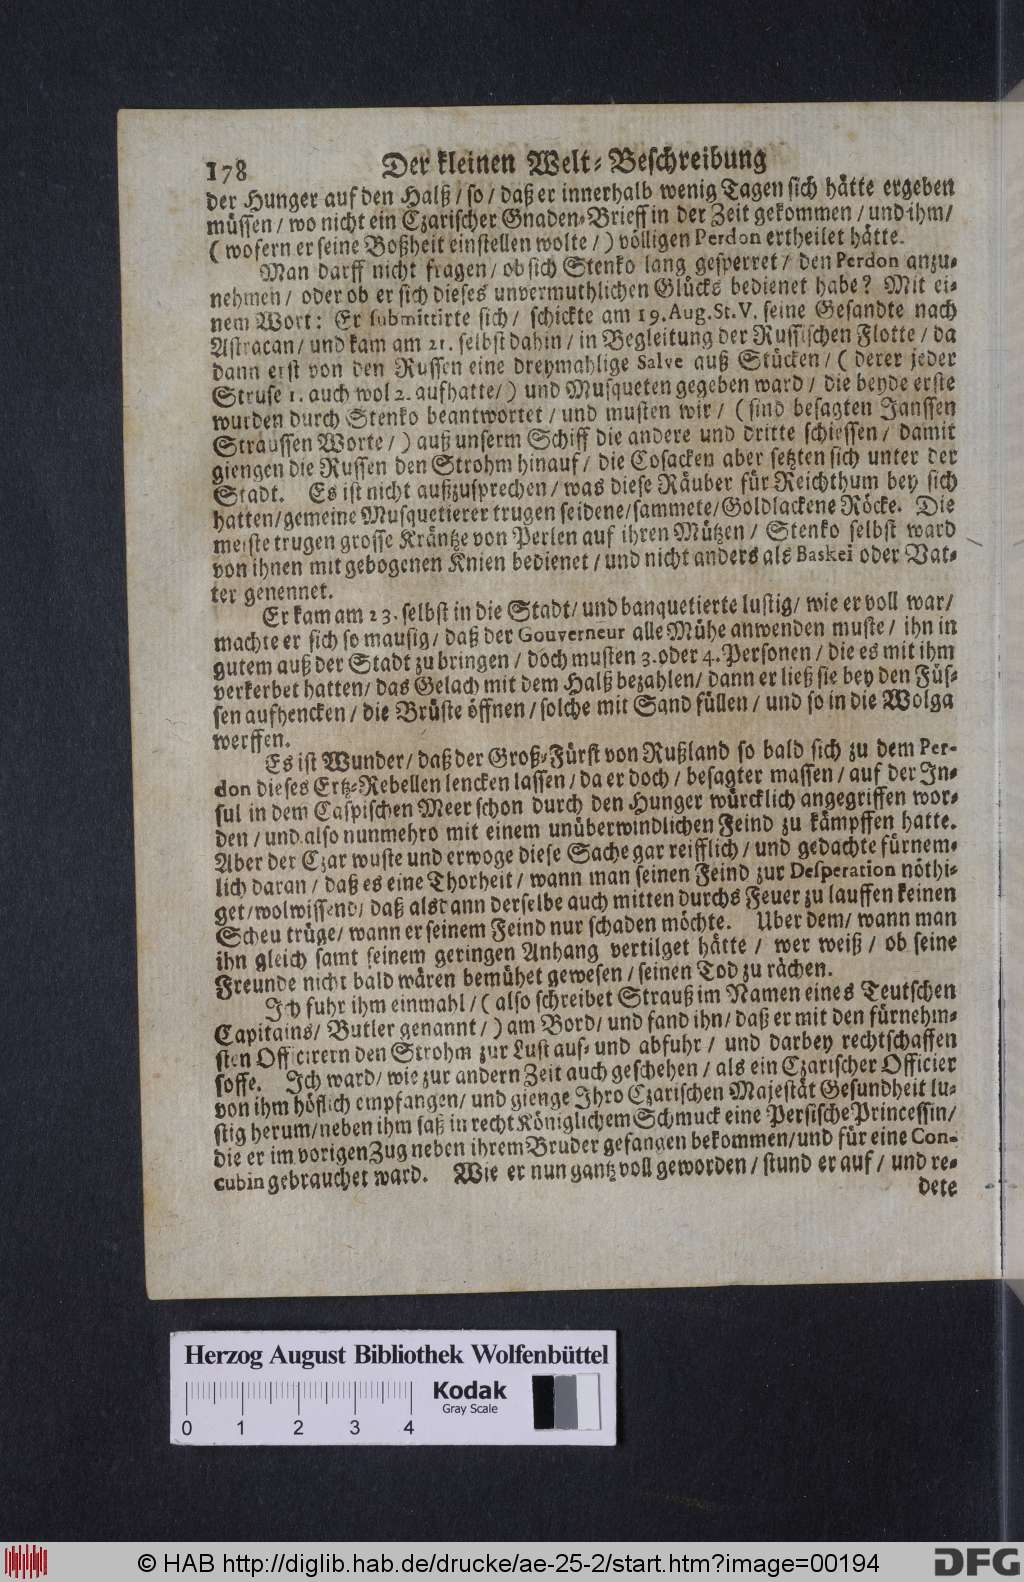 178 Der kleinen Welt-Beschreibung
der Hunger auf den Halß / so / daß er innerhalb wenig Tagen sich hätte ergeben
müssen / wo nicht ein Czarischer Gnaden-Brieff in der Zeit gekommen / und ihm /
( wofern er seine Boßheit einstellen wolte / ) völligen Perdon ertheilet hätte.
Man darff nicht fragen / ob sich Stenko lang gesperret / den Perdon anzu-
nehmen / oder ob er sich dieses unvermuthlichen Glücks bedienet habe? Mit ei-
nem Wort: Er submittirte sich / schickte am 19. Aug. St. V. seine Gesandte nach
Astracan / und kam am 21. selbst dahin / in Begleitung der Russischen Flotte / da
dann erst von den Russen eine dreymahlige Salve auß Stücken / ( derer jeder
Struse 1. auch wol 2. aufhatte / ) und Musqueten gegeben ward / die beyde erste
wurden durch Stenko beantwortet / und musten wir / ( sind besagten Janssen
Straussen Worte / ) auß unserm Schiff die andere und dritte schiessen / damit
giengen die Russen den Strohm hinauf / die Cosacken aber setzten sich unter der
Stadt. Es ist nicht außzusprechen / was diese Räuber für Reichthum bey sich
hatten / gemeine Musquetierer trugen seidene / sammete / Goldlackene Röcke. Die
meiste trugen grosse Kräntze von Perlen auf ihren Mützen / Stenko selbst ward
von ihnen mit gebogenen Knien bedienet / und nicht anders als Baskei oder Vat-
ter genennet.
Er kam am 23. selbst in die Stadt / und banquetierte lustig / wie er voll war /
machte er sich so mausig / daß der Gouverneur alle Mühe anwenden muste / ihn in
gutem auß der Stadt zu bringen / doch musten 3. oder 4. Personen / die es mit ihm
verkerbet hatten / das Gelach mit dem Halß bezahlen / dann er ließ sie bey den Füs-
sen aufhencken / die Brüste öffnen / solche mit Sand füllen / und so in die Wolga
werffen.
Es ist Wunder / daß der Groß-Fürst von Rußland so bald sich zu dem Per-
don dieses Ertz-Rebellen lencken lassen / da er doch / besagter massen / auf der In-
sul in dem Caspischen Meer schon durch den Hunger würcklich angegriffen wor-
den / und also nunmehro mit einem unüberwindlichen Feind zu kämpffen hatte.
Aber der Czar wuste und erwoge diese Sache gar reifflich / und gedachte fürnem-
lich daran / daß es eine Thorheit / wann man seinen Feind zur Desperation nöthi-
get / wolwissend / daß alsdann derselbe auch mitten durchs Feuer zu lauffen keinen
Scheu trüge / wann er seinem Feind nur schaden möchte. Uber dem / wann man
ihn gleich samt seinem geringen Anhang vertilget hätte / wer weiß / ob seine
Freunde nicht bald wären bemühet gewesen / seinen Tod zu rächen.
Ich fuhr ihm einmahl / ( also schreibet Strauß im Namen eines Teutschen
Capitains / Butler genannt / ) am Bord / und fand ihn / daß er mit den fürnehm-
sten Officirern den Strohm zur Lust auf- und abfuhr / und darbey rechtschaffen
soffe. Ich ward / wie zur andern Zeit auch geschehen / als ein Czarischer Officier
von ihm höflich empfangen / und gienge Ihro Czarischen Majestät Gesundheit lu-
stig herum / neben ihm saß in recht Königlichem Schmuck eine Persische Princessin /
die er im vorigen Zug neben ihrem Bruder gefangen bekommen / und für eine Con-
cubin gebrauchet ward. Wie er nun gantz voll geworden / stund er auf / und re-
dete
Herzog August Bibliothek Wolfenbüttel
Kodak
Gray Scale
0 1 2 3 4
© HAB http://diglib.hab.de/drucke/ae-25-2/start.htm?image=00194
DFG